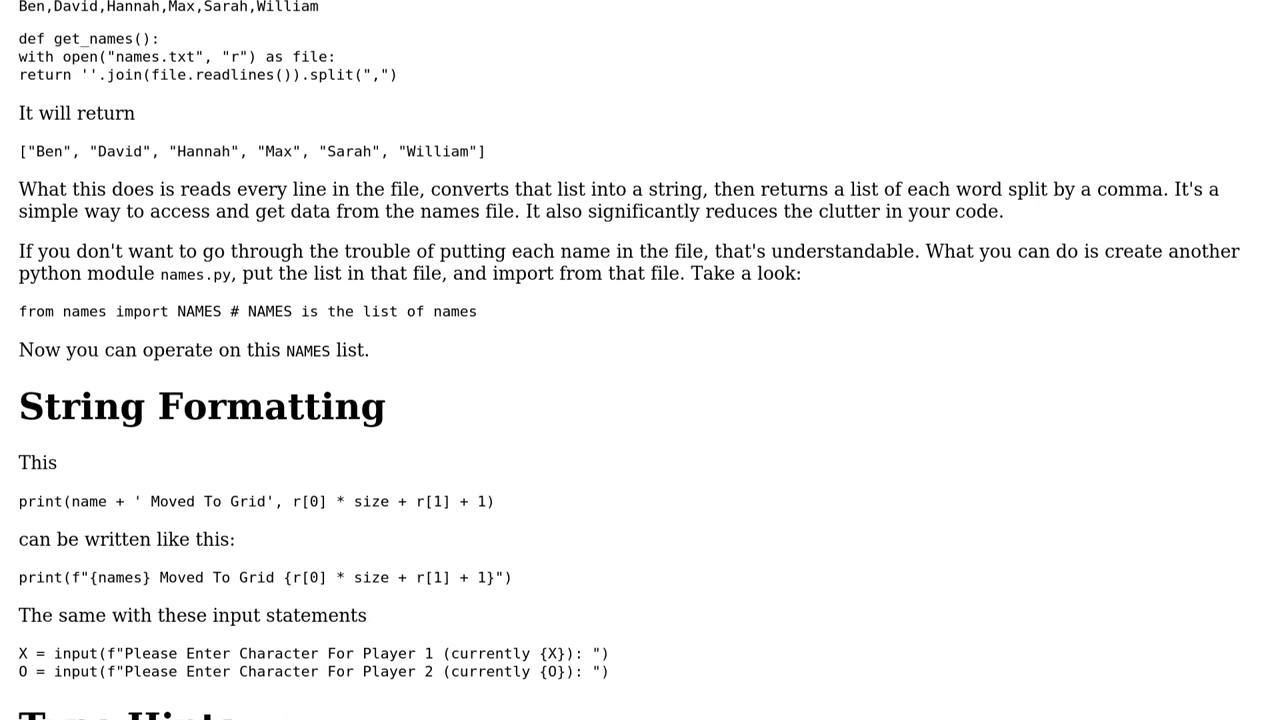 Ben,David,Hannah,Max,Sarah,William
def get_names():
with open("names.txt", "r") as file:
return ''.join(file.readlines()).split(",")
It will return
["Ben", "David", "Hannah", "Max", "Sarah", "William"]
What this does is reads every line in the file, converts that list into a string, then returns a list of each word split by a comma. It's a
simple way to access and get data from the names file. It also significantly reduces the clutter in your code.
If you don't want to go through the trouble of putting each name in the file, that's understandable. What you can do is create another
python module names.py, put the list in that file, and import from that file. Take a look:
from names import NAMES # NAMES is the list of names
Now you can operate on this NAMES list.
String Formatting
This
print(name + ' Moved To Grid', r[0] * size + r[1] + 1)
can be written like this:
print(f"{names} Moved To Grid {r[0] * size + r[1] + 1}")
The same with these input statements
X = input(f"Please Enter Character For Player 1 (currently {X}): ")
O = input(f"Please Enter Character For Player 2 (currently {O}): ")
Type Hints